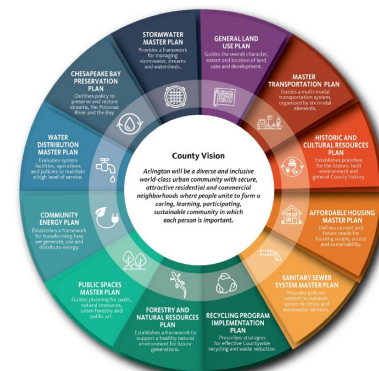 STORMWATER
MASTER PLAN
Provides a framework
for managing
stormwater, streams
and watersheds.
GENERAL LAND
USE PLAN
Guides the overall character,
extent and location of land
uses and development.
MASTER
TRANSPORTATION PLAN
Guides a multi-modal
transportation system,
organized by six modal
elements.
HISTORIC AND
CULTURAL RESOURCES
PLAN
Establishes priorities
for the historic built
environment and
general County history.
AFFORDABLE HOUSING
MASTER PLAN
Defines current and
future needs for
housing supply, access
and sustainability.
SANITARY SEWER
SYSTEM MASTER PLAN
Provides policies
needed to maintain
system facilities and
wastewater services.
RECYCLING PROGRAM
IMPLEMENTATION
PLAN
Prescribes strategies
for effective Countywide
recycling and waste reduction.
FORESTRY AND
NATURAL RESOURCES
PLAN
Establishes a framework to
support a healthy natural
environment for future
generations.
PUBLIC SPACES
MASTER PLAN
Guides planning for parks,
natural resources,
urban forestry and
public art.
COMMUNITY
ENERGY PLAN
Establishes a framework
for transforming how
we generate, use and
distribute energy.
WATER
DISTRIBUTION
MASTER PLAN
Evaluates system
facilities, operations
and policies to maintain
a high level of service.
CHESAPEAKE BAY
PRESERVATION
PLAN
Outlines policy to
preserve and restore
streams, the Potomac
River and the Bay.
County Vision
Arlington will be a diverse and inclusive
world-class urban community with secure,
attractive residential and commercial
neighborhoods where people unite to form a
caring, learning, participating,
sustainable community in which
each person is important.